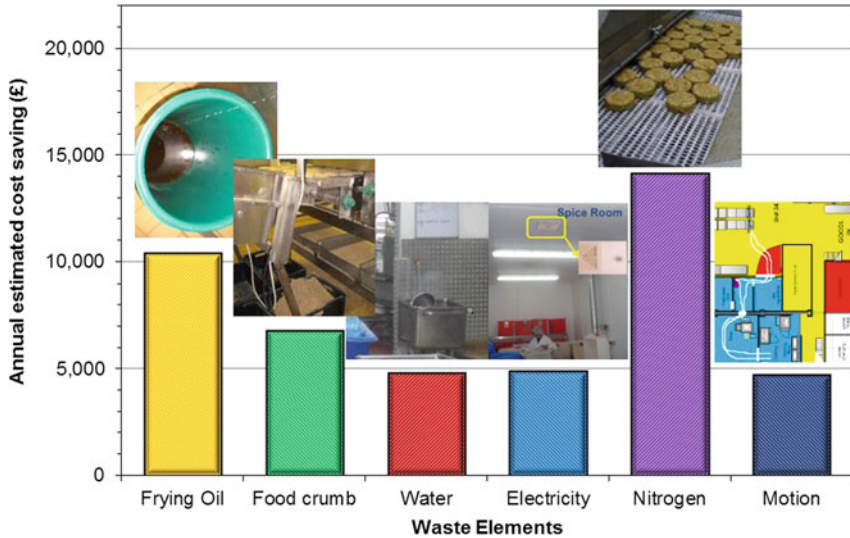 Annual estimated cost saving (£)
20,000
15,000
10,000
5,000
0
Spice Room
Frying Oil
Food crumb
Water
Electricity
Nitrogen
Motion
Waste Elements